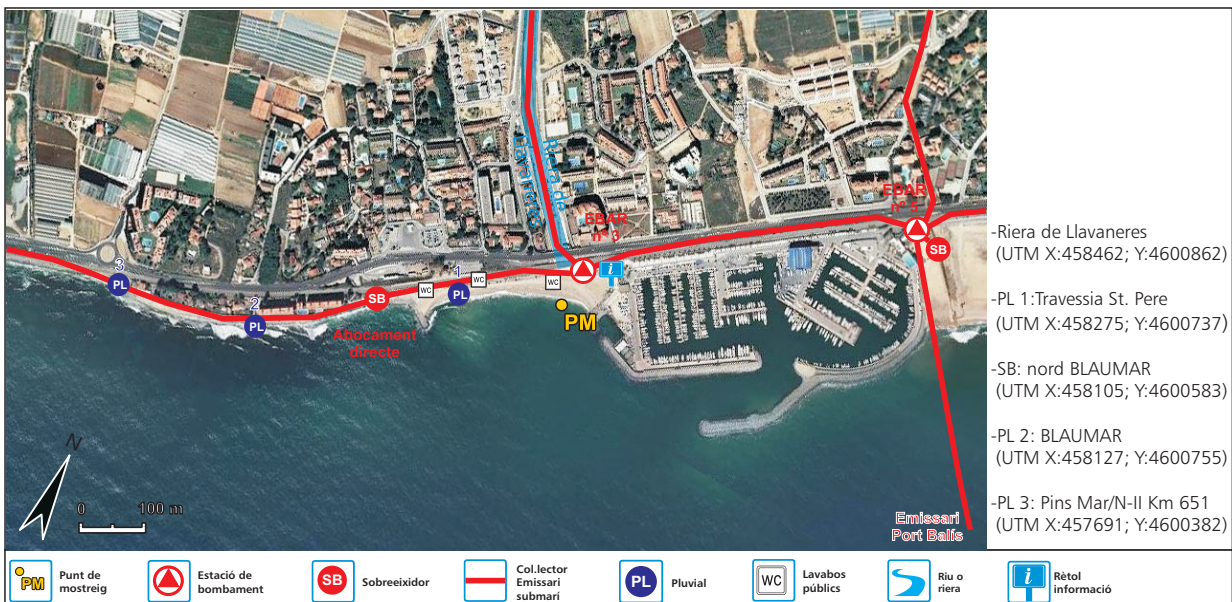 Riera de
Llavaneres
EBAR
nº 3
EBAR
nº 5
SB
3
PL
2
PL
SB
1
PL
WC
WC
WC
i
PM
Abocament
directe
N
0 100 m
Emissari
Port Balís
-Riera de Llavaneres
(UTM X:458462; Y:4600862)
-PL 1:Travessia St. Pere
(UTM X:458275; Y:4600737)
-SB: nord BLAUMAR
(UTM X:458105; Y:4600583)
-PL 2: BLAUMAR
(UTM X:458127; Y:4600755)
-PL 3: Pins Mar/N-II Km 651
(UTM X:457691; Y:4600382)
PM
Punt de
mostreig
Estació de
bombament
SB
Sobreeixidor
Col.lector
Emissari
submarí
PL
Pluvial
WC
Lavabos
públics
Riu o
riera
i
Rètol
informació